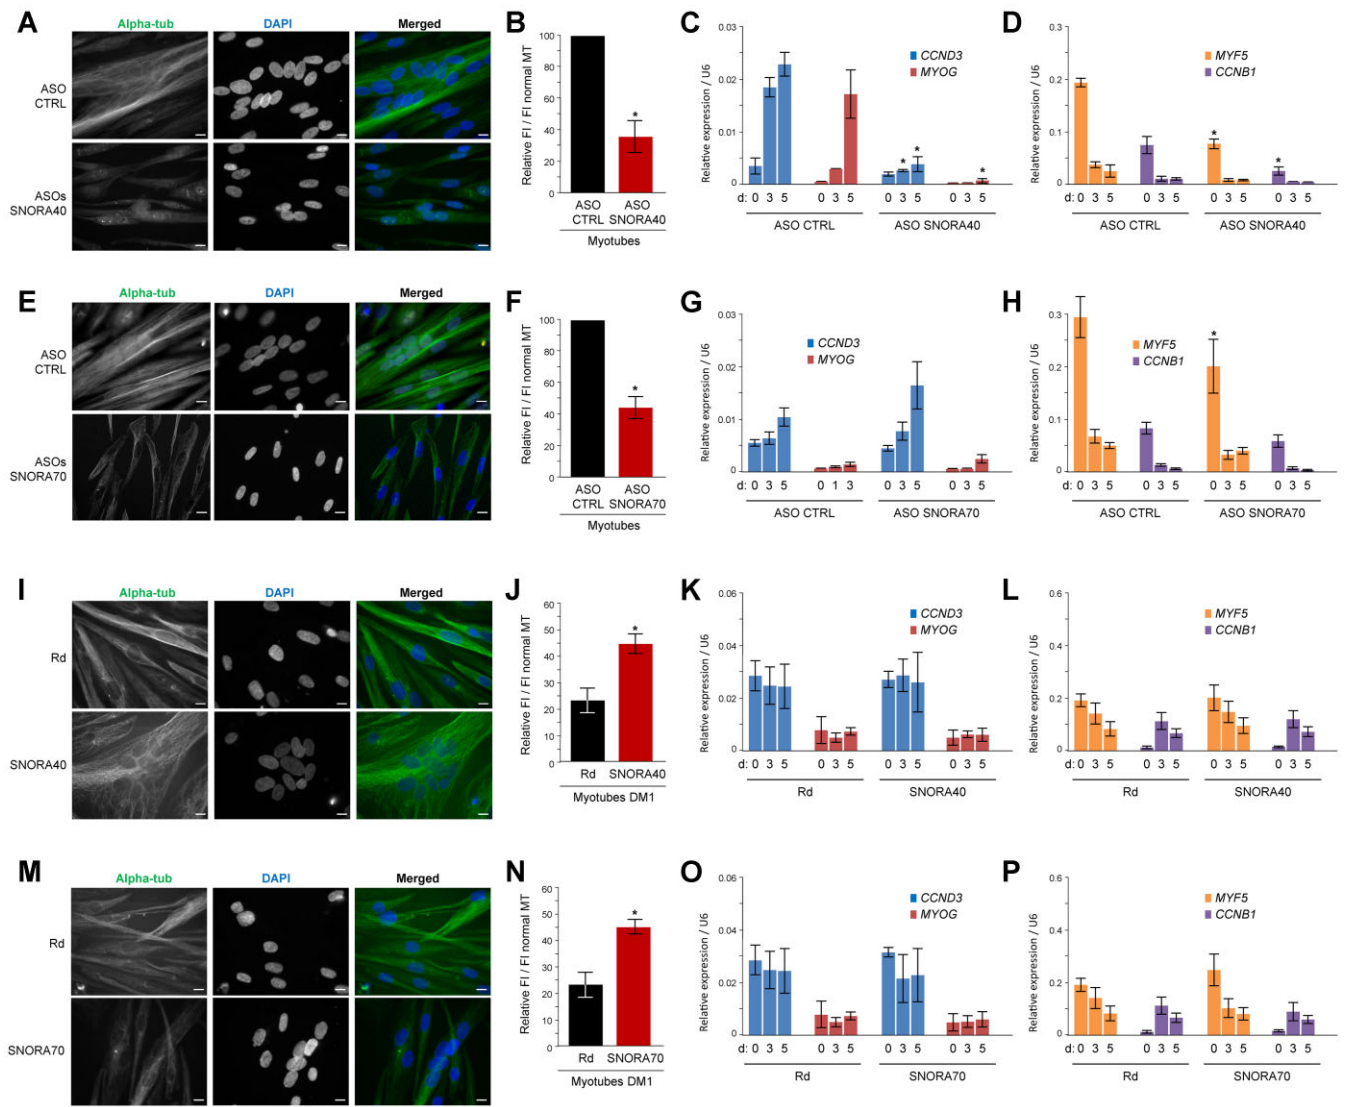 A
Alpha-tub DAPI Merged
ASO
CTRL
ASOs
SNORA40
B
Relative FI / FI normal MT
100
80
60
40
20
0
*
ASO
CTRL
ASO
SNORA40
Myotubes
C
Relative expression / U6
0.03
0.02
0.01
0
CCND3
MYOG
* * *
d: 0 3 5 0 3 5 0 3 5 0 3 5
ASO CTRL ASO SNORA40
D
Relative expression / U6
0.3
0.2
0.1
0
MYF5
CCNB1
* *
d: 0 3 5 0 3 5 0 3 5 0 3 5
ASO CTRL ASO SNORA40
E
Alpha-tub DAPI Merged
ASO
CTRL
ASOs
SNORA70
F
Relative FI / FI normal MT
100
80
60
40
20
0
*
ASO
CTRL
ASO
SNORA70
Myotubes
G
Relative expression / U6
0.03
0.02
0.01
0
CCND3
MYOG
d: 0 3 5 0 1 3 0 3 5 0 3 5
ASO CTRL ASO SNORA70
H
Relative expression / U6
0.3
0.2
0.1
0
MYF5
CCNB1
*
d: 0 3 5 0 3 5 0 3 5 0 3 5
ASO CTRL ASO SNORA70
I
Alpha-tub DAPI Merged
Rd
SNORA40
J
Relative FI / FI normal MT
60
50
40
30
20
10
0
*
Rd SNORA40
Myotubes DM1
K
Relative expression / U6
0.06
0.04
0.02
0
CCND3
MYOG
d: 0 3 5 0 3 5 0 3 5 0 3 5
Rd SNORA40
L
Relative expression / U6
0.6
0.4
0.2
0
MYF5
CCNB1
d: 0 3 5 0 3 5 0 3 5 0 3 5
Rd SNORA40
M
Alpha-tub DAPI Merged
Rd
SNORA70
N
Relative FI / FI normal MT
60
50
40
30
20
10
0
*
Rd SNORA70
Myotubes DM1
O
Relative expression / U6
0.06
0.04
0.02
0
CCND3
MYOG
d: 0 3 5 0 3 5 0 3 5 0 3 5
Rd SNORA70
P
Relative expression / U6
0.6
0.4
0.2
0
MYF5
CCNB1
d: 0 3 5 0 3 5 0 3 5 0 3 5
Rd SNORA70